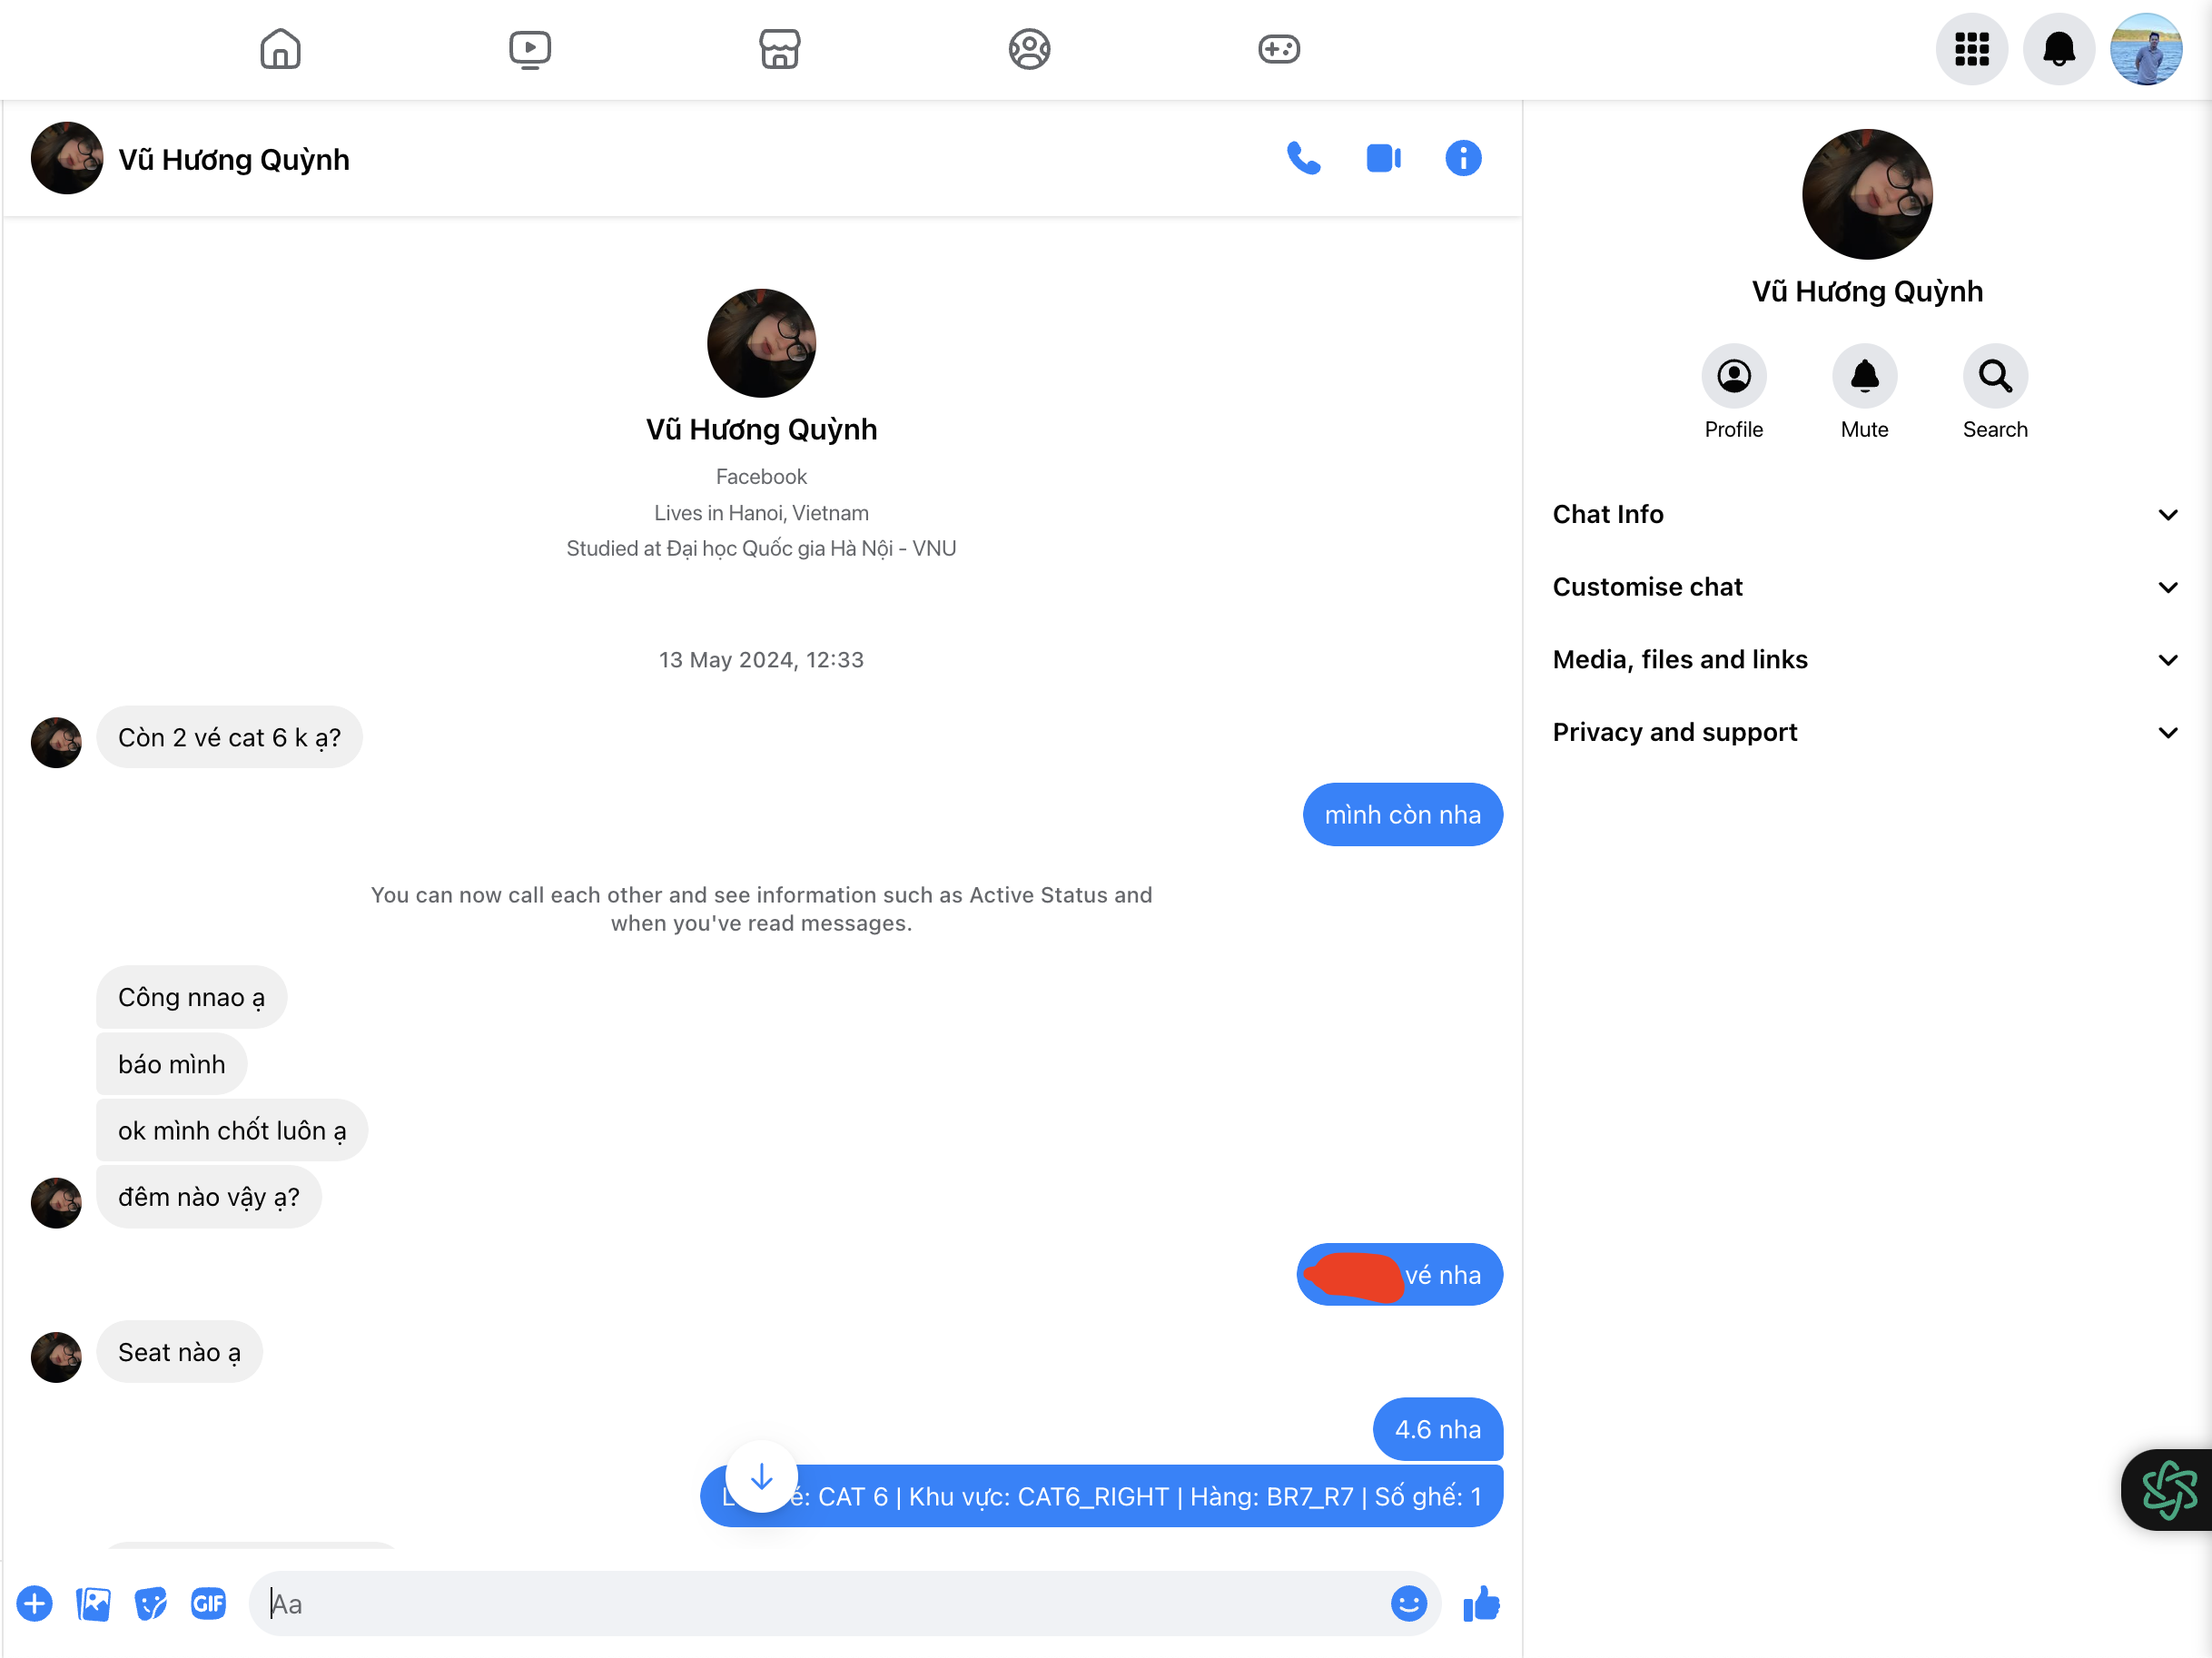 Vũ Hương Quỳnh
Vũ Hương Quỳnh
Facebook
Lives in Hanoi, Vietnam
Studied at Đại học Quốc gia Hà Nội - VNU
13 May 2024, 12:33
Còn 2 vé cat 6 k ạ?
mình còn nha
You can now call each other and see information such as Active Status and
when you've read messages.
Công nnao ạ
báo mình
ok mình chốt luôn ạ
đêm nào vậy ạ?
vé nha
Seat nào ạ
4.6 nha
CAT 6 | Khu vực: CAT6_RIGHT | Hàng: BR7_R7 | Số ghế: 1
GIF
Aa
Vũ Hương Quỳnh
Profile
Mute
Search
Chat Info
Customise chat
Media, files and links
Privacy and support